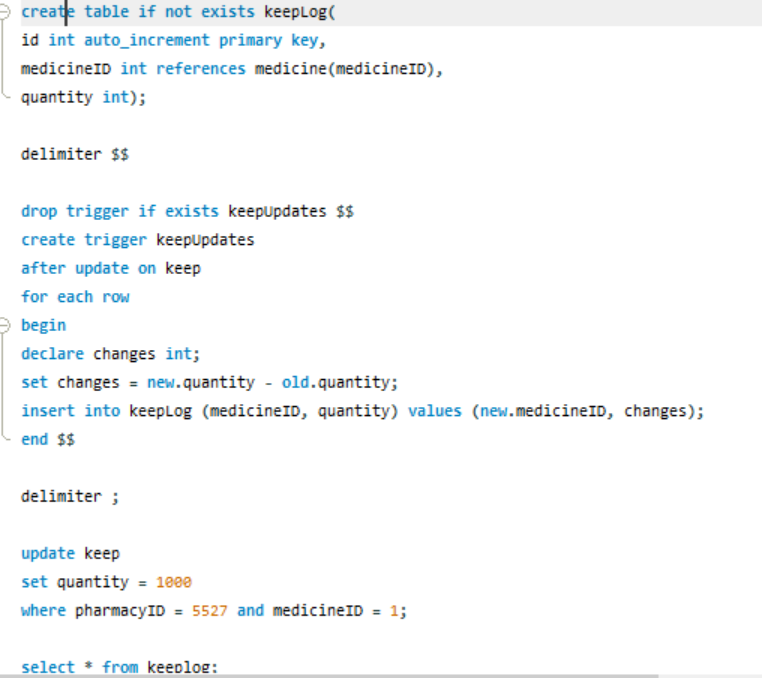 create table if not exists keepLog(
id int auto_increment primary key,
medicineID int references medicine(medicineID),
quantity int);
delimiter $$
drop trigger if exists keepUpdates $$
create trigger keepUpdates
after update on keep
for each row
begin
declare changes int;
set changes = new.quantity - old.quantity;
insert into keepLog (medicineID, quantity) values (new.medicineID, changes);
end $$
delimiter ;
update keep
set quantity = 1000
where pharmacyID = 5527 and medicineID = 1;
select * from keeplog;